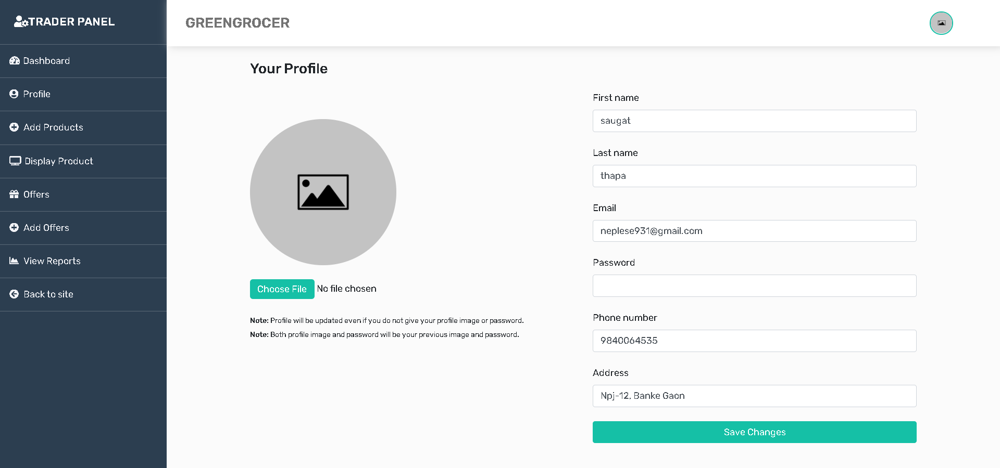 TRADER PANEL
Dashboard
Profile
Add Products
Display Product
Offers
Add Offers
View Reports
Back to site
GREENGROCER
Your Profile
Choose File No file chosen
Note: Profile will be updated even if you do not give your profile image or password.
Note: Both profile image and password will be your previous image and password.
First name
saugat
Last name
thapa
Email
neplese931@gmail.com
Password
Phone number
9840064535
Address
Npj-12, Banke Gaon
Save Changes